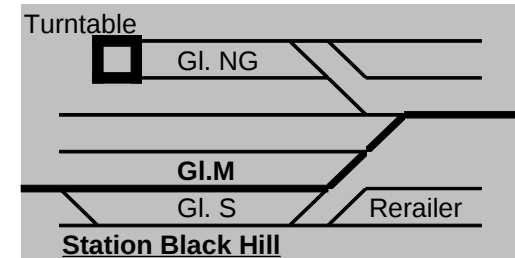 Turntable
Gl. NG
Gl.M
Gl. S
Rerailer
Station Black Hill